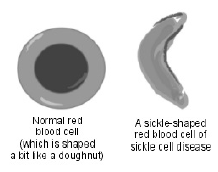 Normal red
blood cell
(which is shaped
a bit like a doughnut)
A sickle-shaped
red blood cell of
sickle cell disease